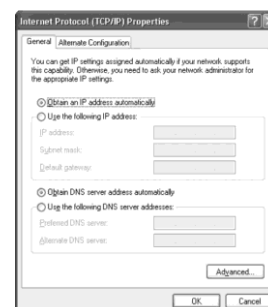 Internet Protocol (TCP/IP) Properties
General
Alternate Configuration
You can get IP settings assigned automatically if your network supports
this capability. Otherwise, you need to ask your network administrator for
the appropriate IP settings.
Obtain an IP address automatically
Use the following IP address:
IP address:
Subnet mask:
Default gateway:
Obtain DNS server address automatically
Use the following DNS server addresses:
Preferred DNS server:
Alternate DNS server:
Advanced...
OK
Cancel